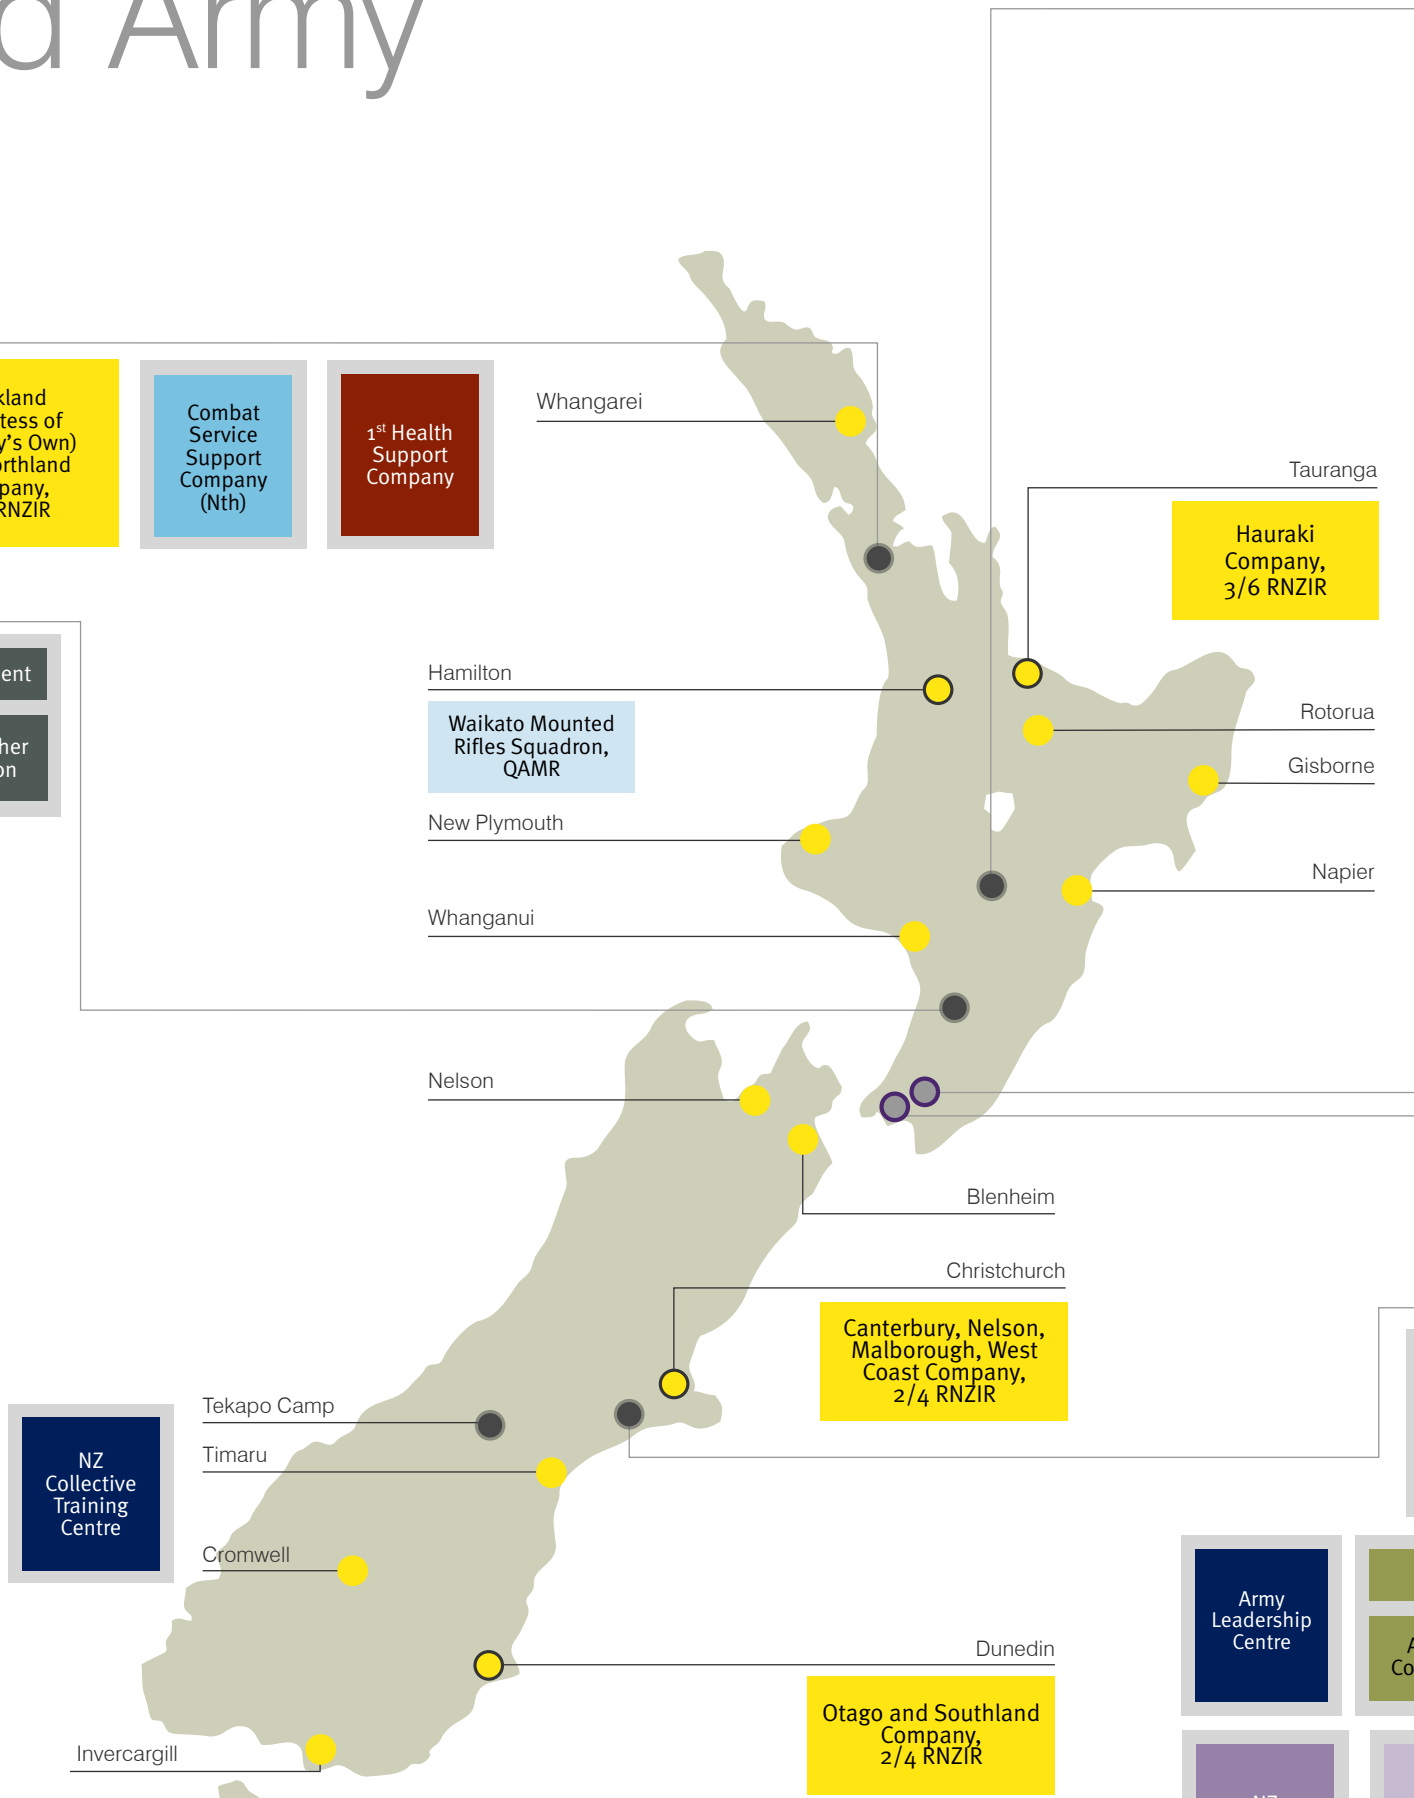 d Army
kland
tess of
y's Own)
orthland
pany,
RNZIR
Combat
Service
Support
Company
(Nth)
1st Health
Support
Company
Whangarei
Tauranga
Hauraki
Company,
3/6 RNZIR
ent
her
on
Hamilton
Waikato Mounted
Rifles Squadron,
QAMR
Rotorua
Gisborne
New Plymouth
Napier
Whanganui
Nelson
Blenheim
Christchurch
Canterbury, Nelson,
Malborough, West
Coast Company,
2/4 RNZIR
Tekapo Camp
Timaru
NZ
Collective
Training
Centre
Cromwell
Army
Leadership
Centre
A
Co
Dunedin
Otago and Southland
Company,
2/4 RNZIR
Invercargill
NZ